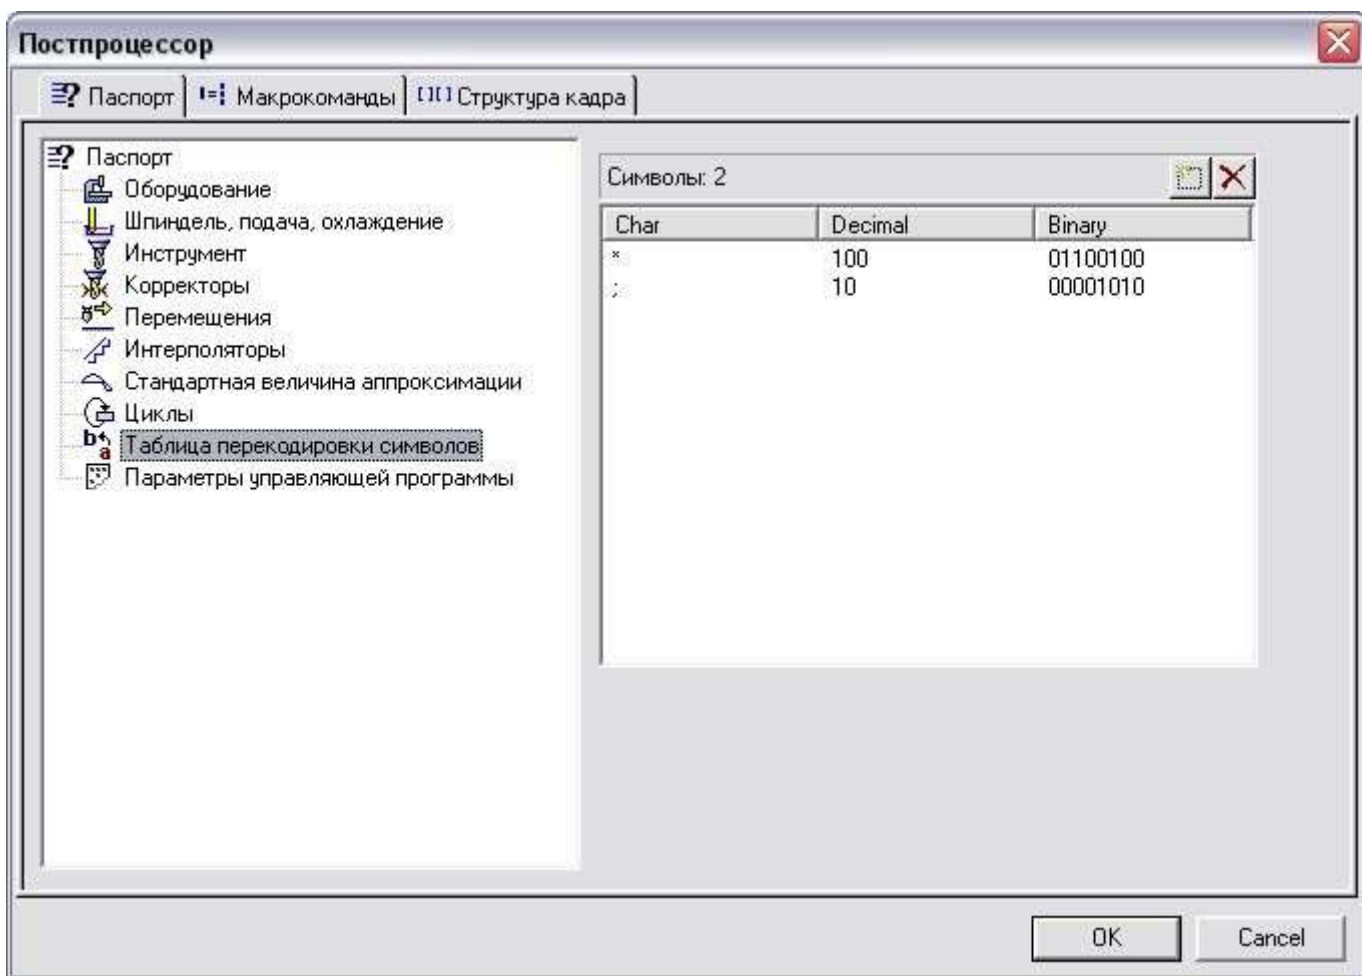 Постпроцессор
Паспорт Макрокоманды Структура кадра
Паспорт
Оборудование
Шпиндель, подача, охлаждение
Инструмент
Корректоры
Перемещения
Интерполяторы
Стандартная величина аппроксимации
Циклы
Таблица перекодировки символов
Параметры управляющей программы
Символы: 2
Char Decimal Binary
* 100 01100100
; 10 00001010
OK Cancel